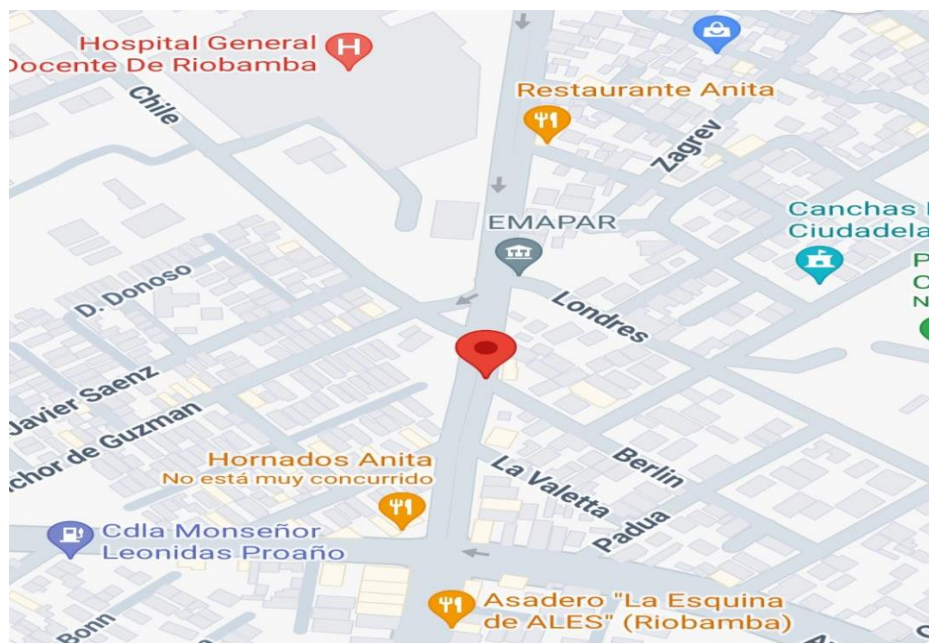 Hospital General
Docente De Riobamba
Chile
Restaurante Anita
Zagrev
EMAPAR
Canchas
Ciudadela
D. Donoso
Londres
Javier Saenz
chor de Guzman
Hornados Anita
No está muy concurrido
Berlin
La Valetta
Padua
Cdla Monseñor
Leonidas Proaño
Asadero "La Esquina
de ALES" (Riobamba)
Bonn